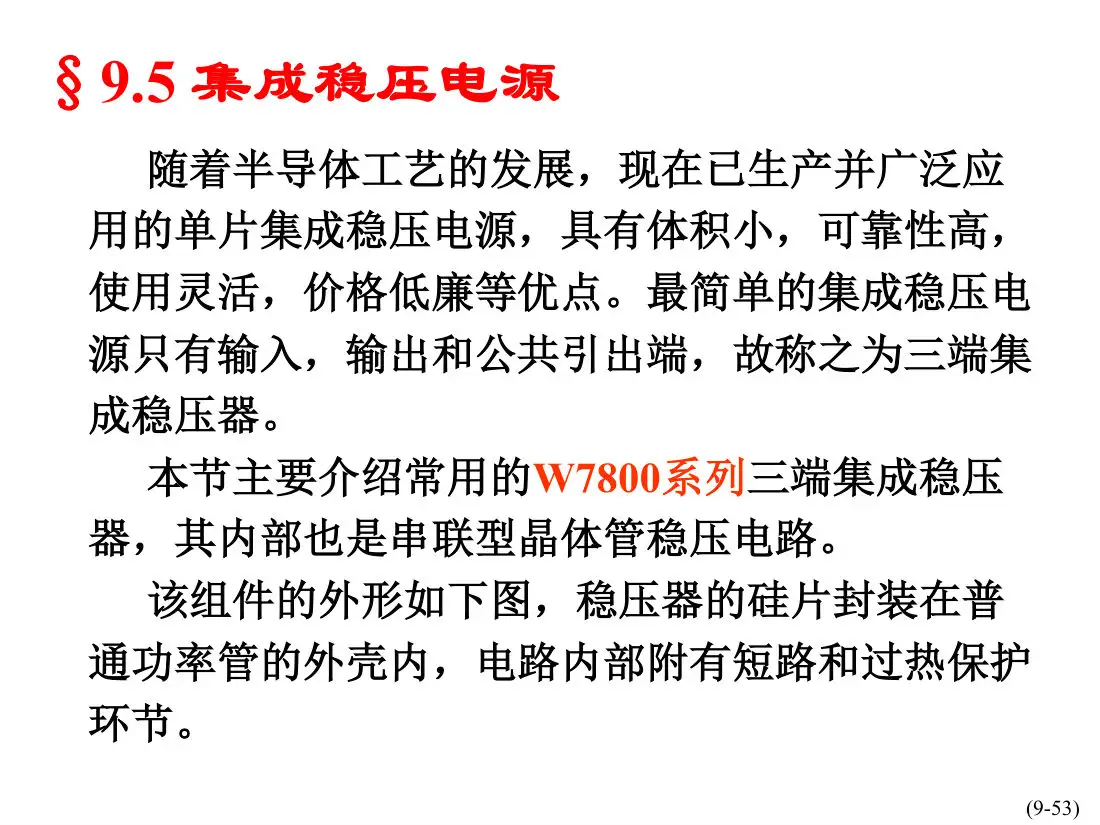 §9.5 集成稳压电源
随着半导体工艺的发展，现在已生产并广泛应
用的单片集成稳压电源，具有体积小，可靠性高，
使用灵活，价格低廉等优点。最简单的集成稳压电
源只有输入，输出和公共引出端，故称之为三端集
成稳压器。
本节主要介绍常用的W7800系列三端集成稳压
器，其内部也是串联型晶体管稳压电路。
该组件的外形如下图，稳压器的硅片封装在普
通功率管的外壳内，电路内部附有短路和过热保护
环节。
(9-53)